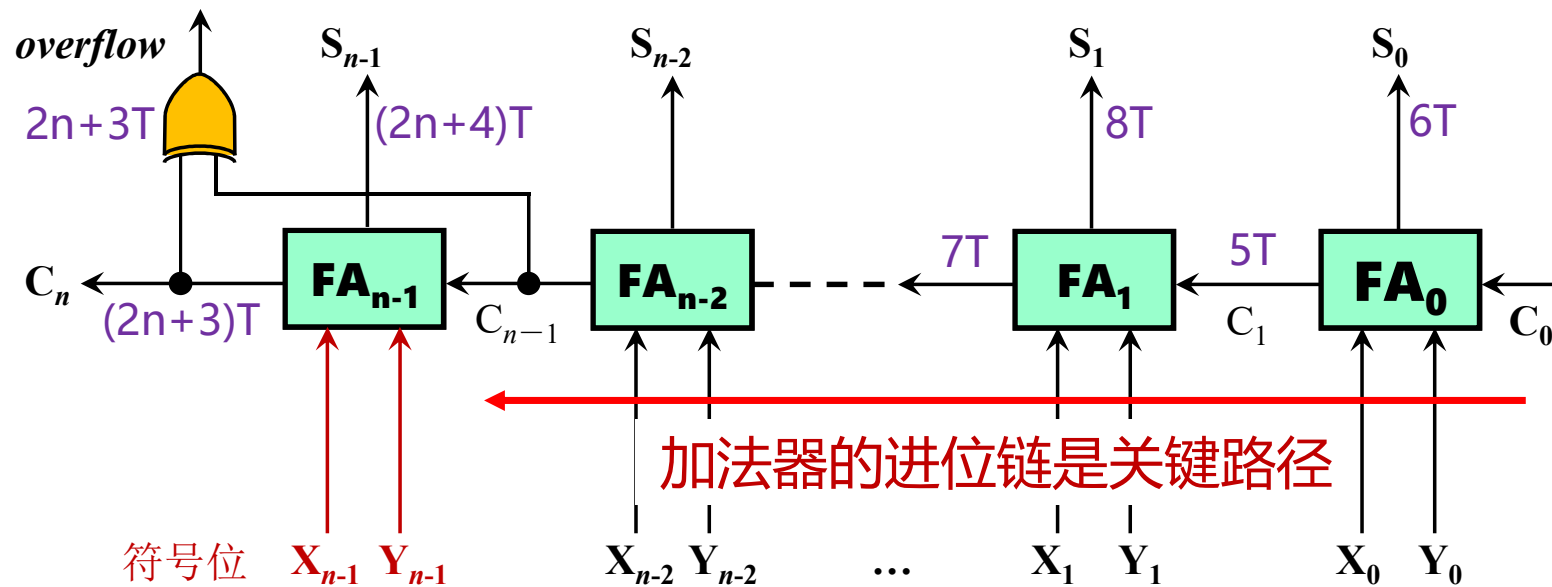 overflow S_{n-1} S_{n-2} S_1 S_0
2n+3T (2n+4)T 8T 6T
C_n FA_{n-1} C_{n-1} FA_{n-2} 7T FA_1 5T C_1 FA_0 C_0
(2n+3)T
加法器的进位链是关键路径
符号位 X_{n-1} Y_{n-1} X_{n-2} Y_{n-2} ... X_1 Y_1 X_0 Y_0